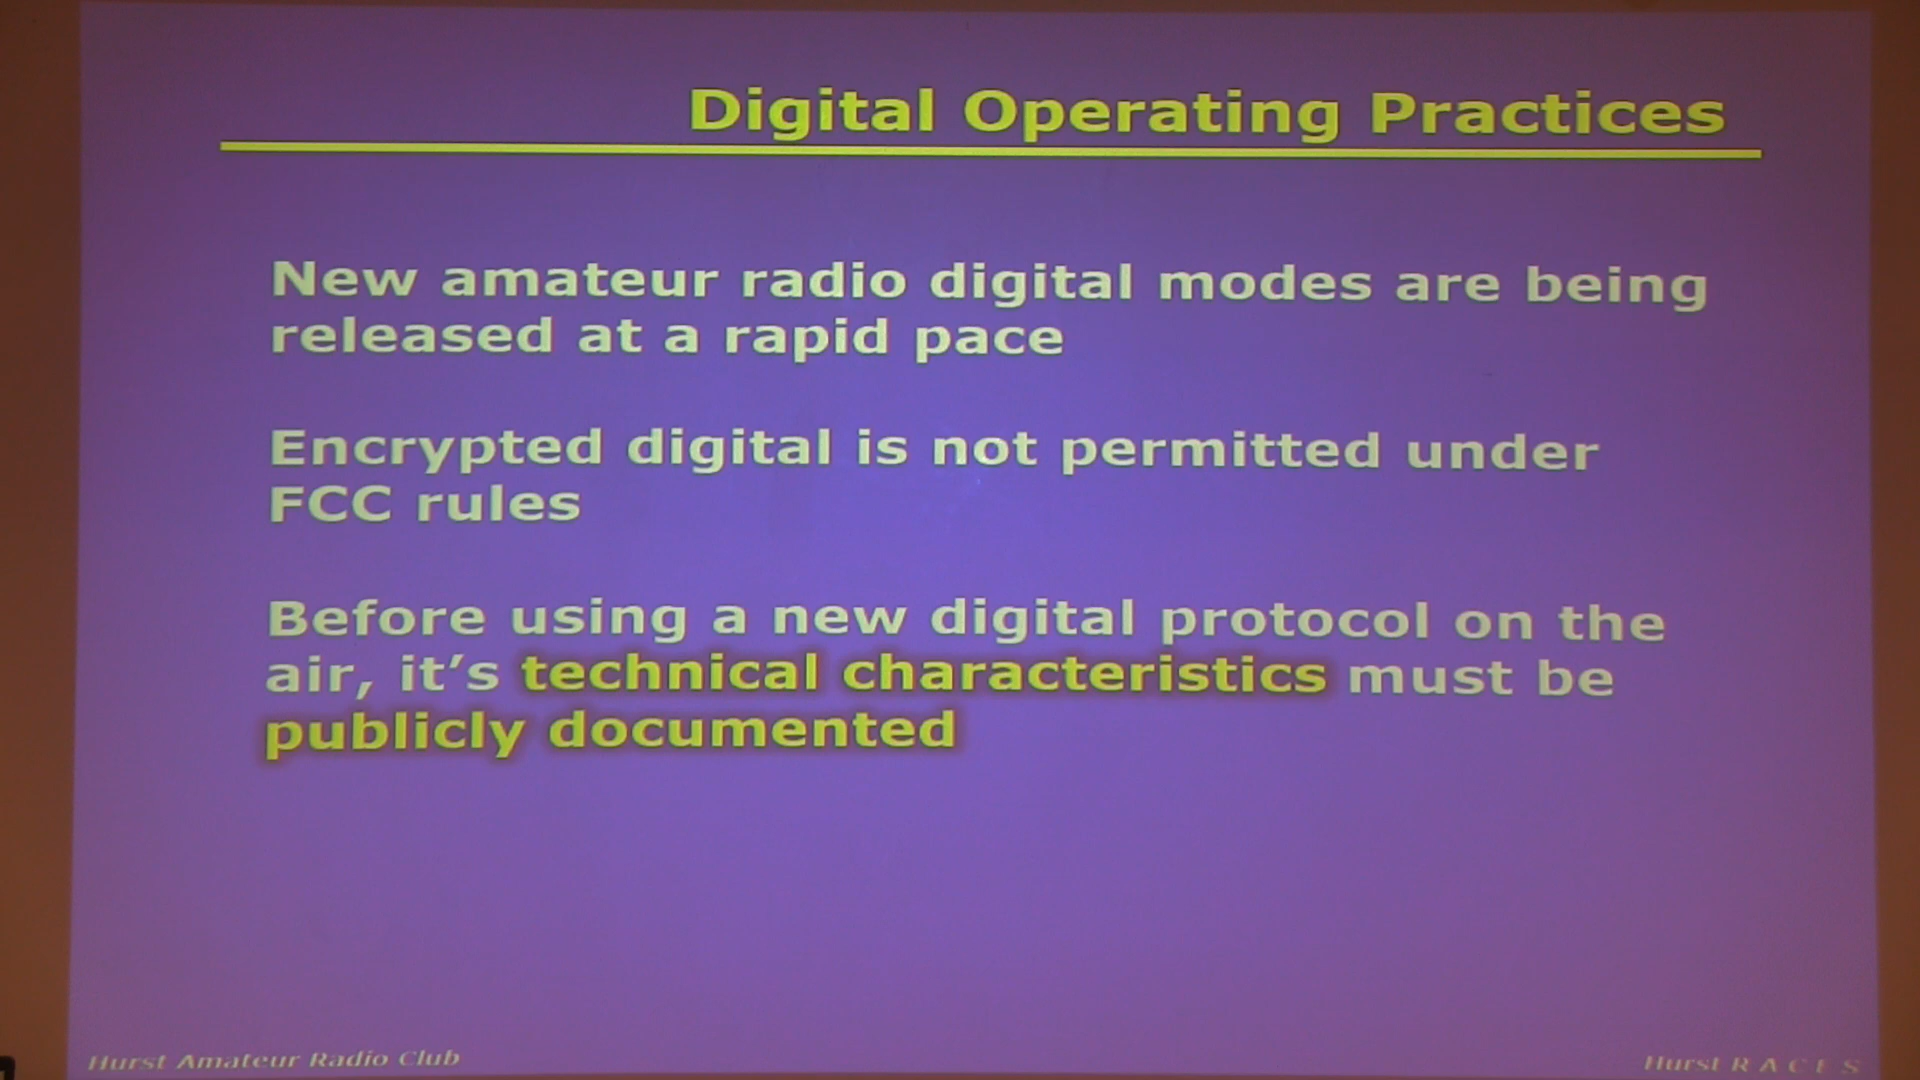 Digital Operating Practices
New amateur radio digital modes are being
released at a rapid pace
Encrypted digital is not permitted under
FCC rules
Before using a new digital protocol on the
air, it’s technical characteristics must be
publicly documented
Hurst Amateur Radio Club
Hurst R A C E S